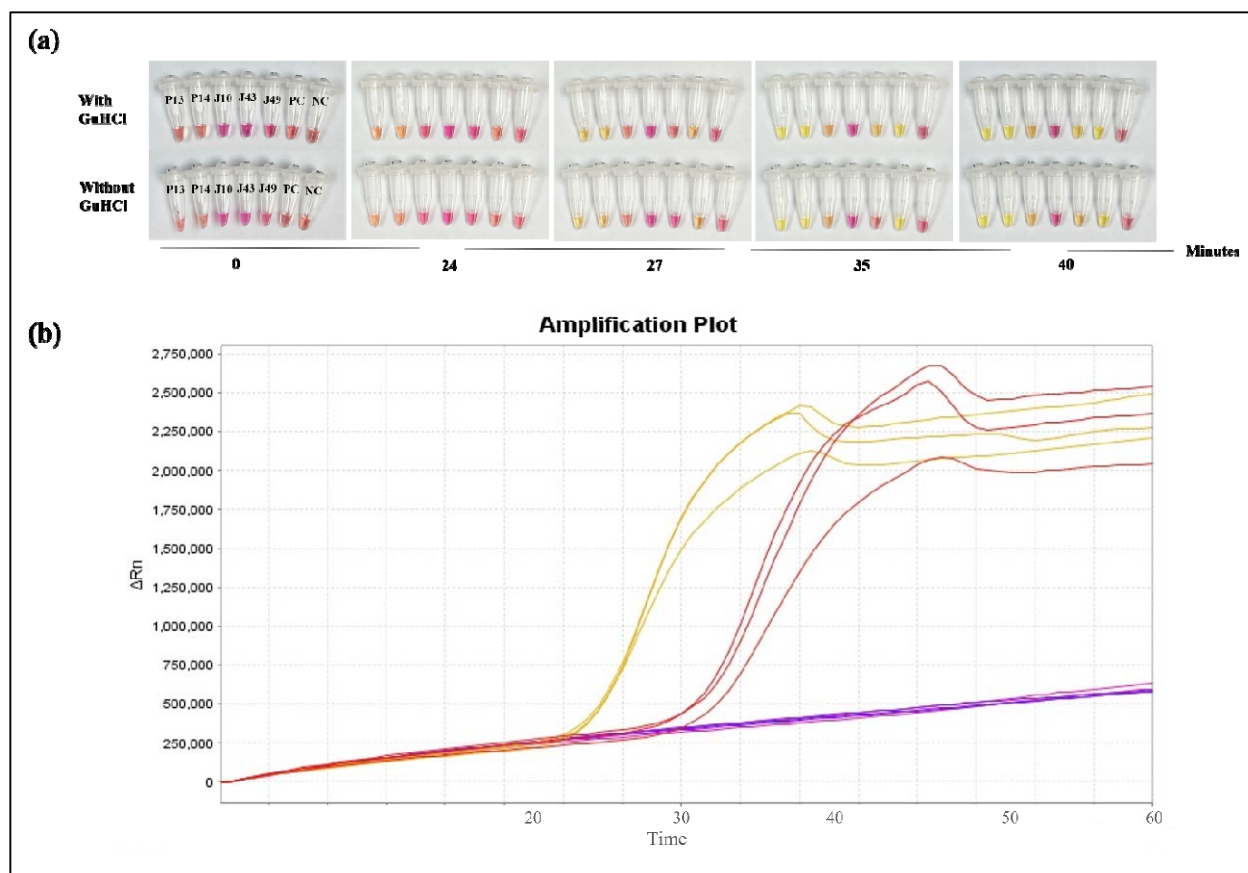 (a)
With GuHCl
P13 P14 J10 J43 J49 PC NC
Without GuHCl
P13 P14 J10 J43 J49 PC NC
0 24 27 35 40 Minutes
(b)
Amplification Plot
2,750,000
2,500,000
2,250,000
2,000,000
1,750,000
1,500,000
1,250,000
1,000,000
750,000
500,000
250,000
0
ΔRn
20 30 40 50 60
Time